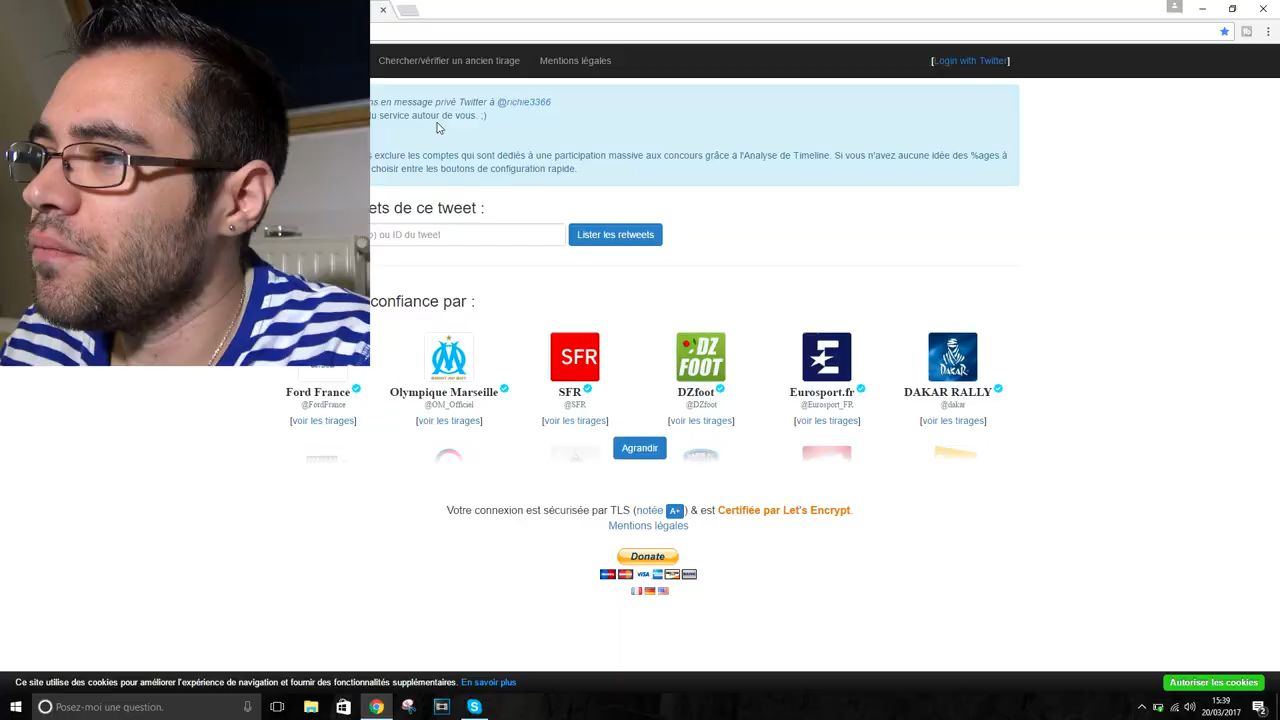 Chercher/vérifier un ancien tirage Mentions légales [Login with Twitter]
en message privé Twitter à @richie3366
service autour de vous. ;)
exclure les comptes qui sont dédiés à une participation massive aux concours grâce à l'Analyse de Timeline. Si vous n'avez aucune idée des %ages à
choisir entre les boutons de configuration rapide.
de ce tweet :
ou ID du tweet Lister les retweets
confiance par :
SFR DZ FOOT E DAKAR
Ford France Olympique Marseille SFR DZfoot Eurosport.fr DAKAR RALLY
@FordFrance @OM_Officiel @SFR @DZfoot @Eurosport_FR @dakar
[voir les tirages] [voir les tirages] [voir les tirages] [voir les tirages] [voir les tirages] [voir les tirages]
Agrandir
Votre connexion est sécurisée par TLS (notée A+) & est Certifiée par Let's Encrypt.
Mentions légales
Donate
VISA
Ce site utilise des cookies pour améliorer l'expérience de navigation et fournir des fonctionnalités supplémentaires. En savoir plus Autoriser les cookies
Posez-moi une question.
15:39
20/03/2017
2